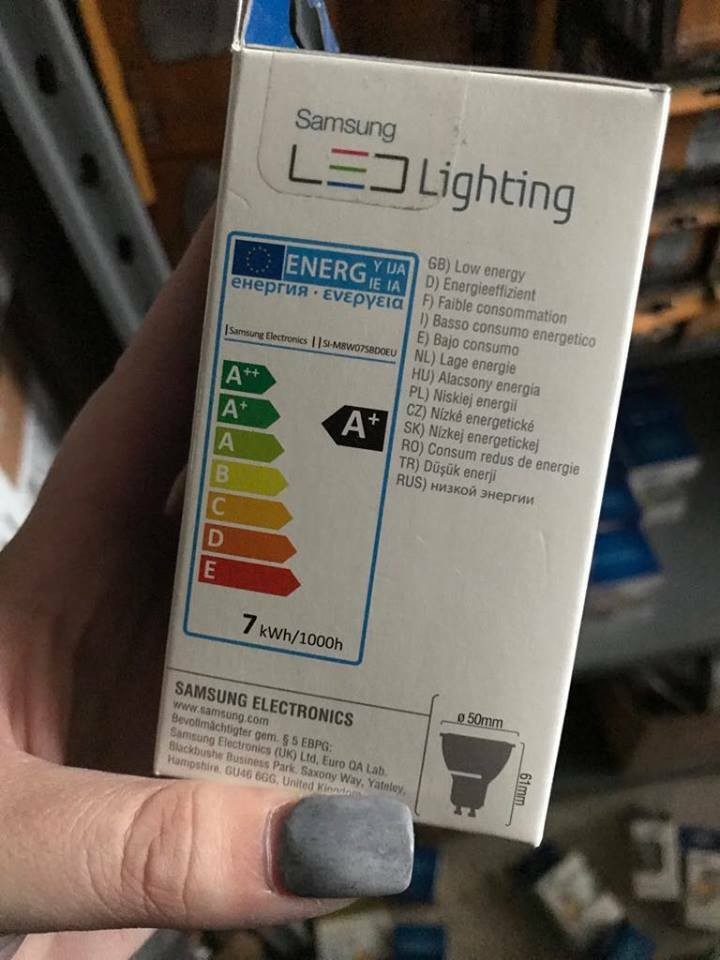 Samsung
LED Lighting
ENERG Y UA
IE IA
енергия · ενεργεια
Samsung Electronics | SI-M8W07SBD0EU
A++
A+
A
B
C
D
E
A+
7 kWh/1000h
GB) Low energy
D) Energieeffizient
F) Faible consommation
I) Basso consumo energetico
E) Bajo consumo
NL) Lage energie
HU) Alacsony energia
PL) Niskiej energii
CZ) Nízké energetické
SK) Nízkej energetickej
RO) Consum redus de energie
TR) Düşük enerji
RUS) низкой энергии
SAMSUNG ELECTRONICS
www.samsung.com
Bevollmächtigter gem. § 5 EBPG:
Samsung Electronics (UK) Ltd, Euro QA Lab.
Blackbushe Business Park. Saxony Way, Yateley,
Hampshire, GU46 6GG, United Kingdom
ø 50mm
61mm